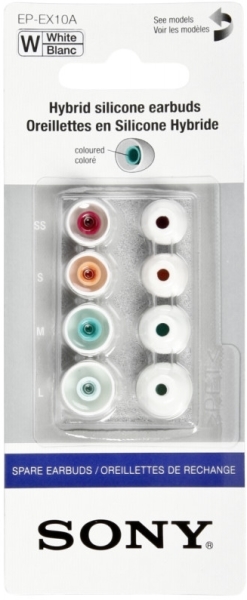 EP-EX10A
W White
Blanc
See models
Voir les modèles
Hybrid silicone earbuds
Oreillettes en Silicone Hybride
coloured
coloré
SS
S
M
L
SPARE EARBUDS / OREILLETTES DE RECHANGE
SONY®